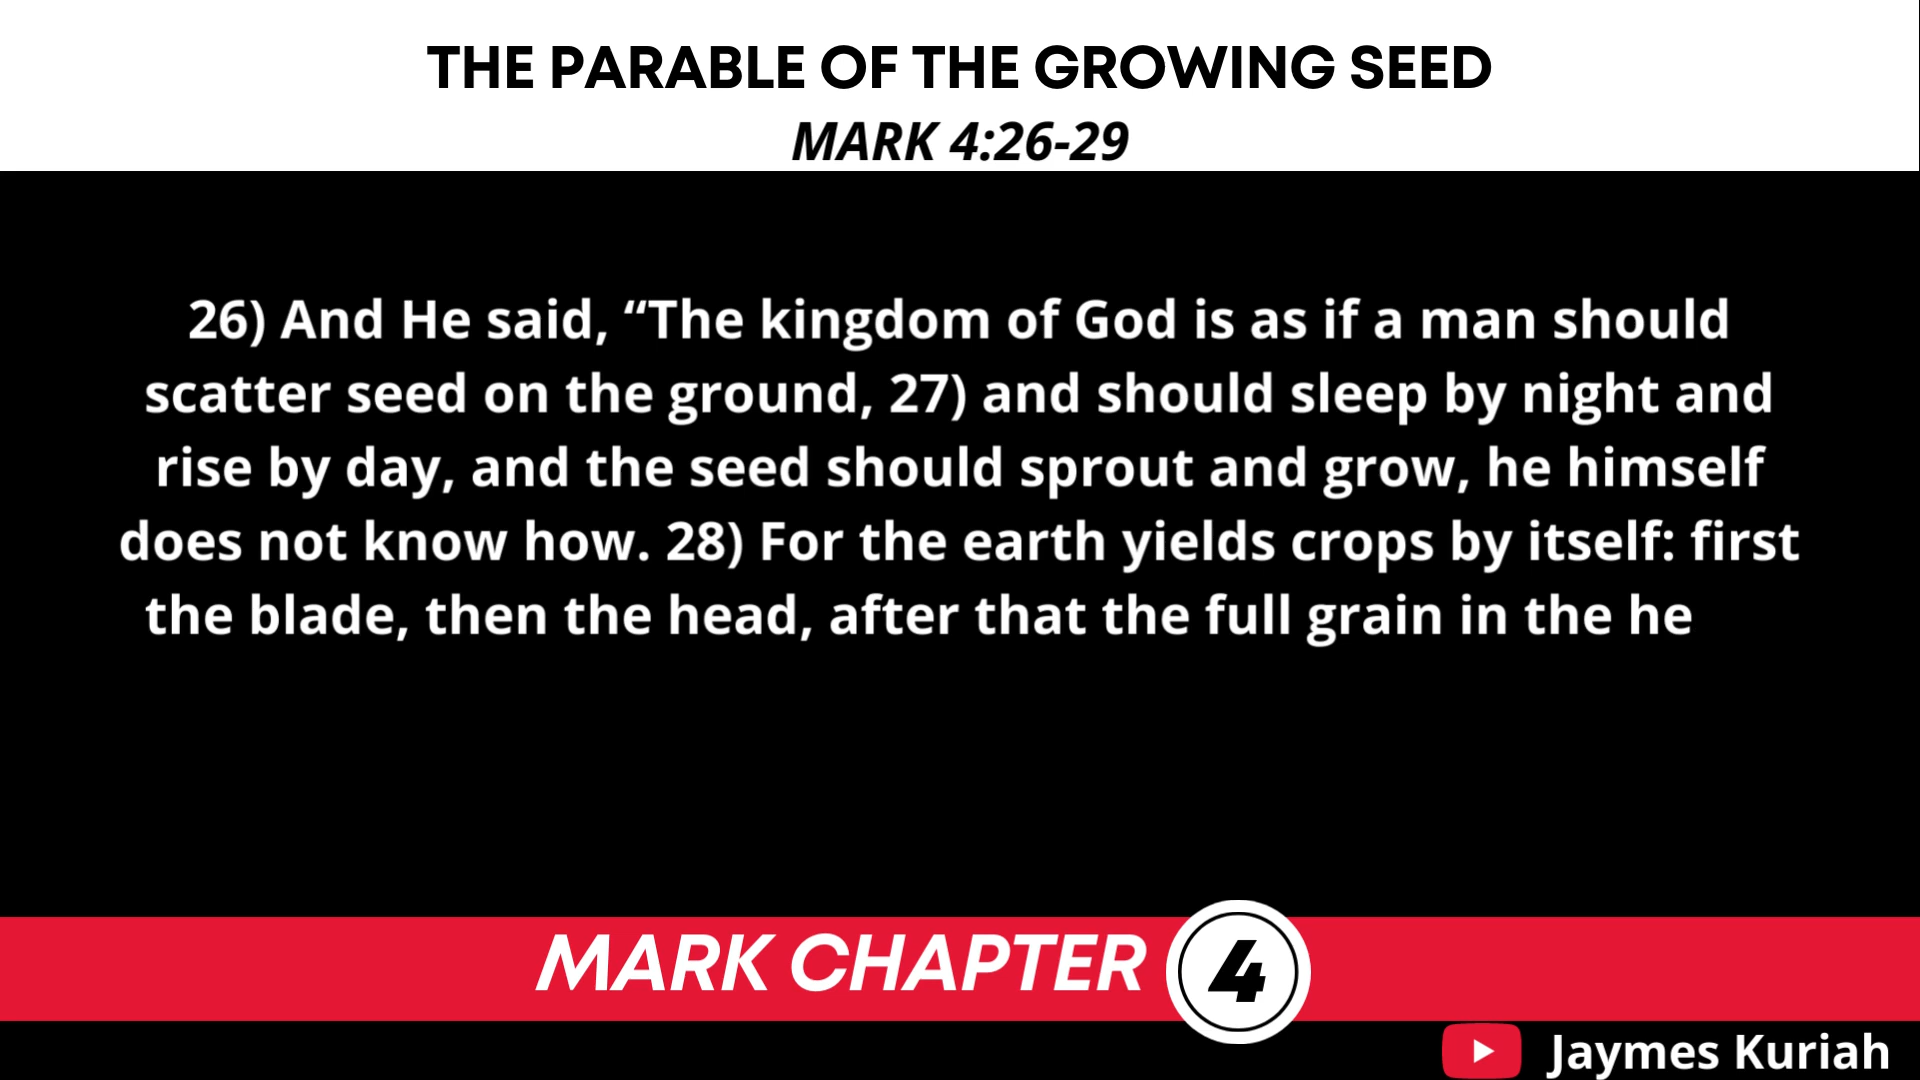 THE PARABLE OF THE GROWING SEED
MARK 4:26-29
26) And He said, “The kingdom of God is as if a man should
scatter seed on the ground, 27) and should sleep by night and
rise by day, and the seed should sprout and grow, he himself
does not know how. 28) For the earth yields crops by itself: first
the blade, then the head, after that the full grain in the he
MARK CHAPTER 4
Jaymes Kuriah